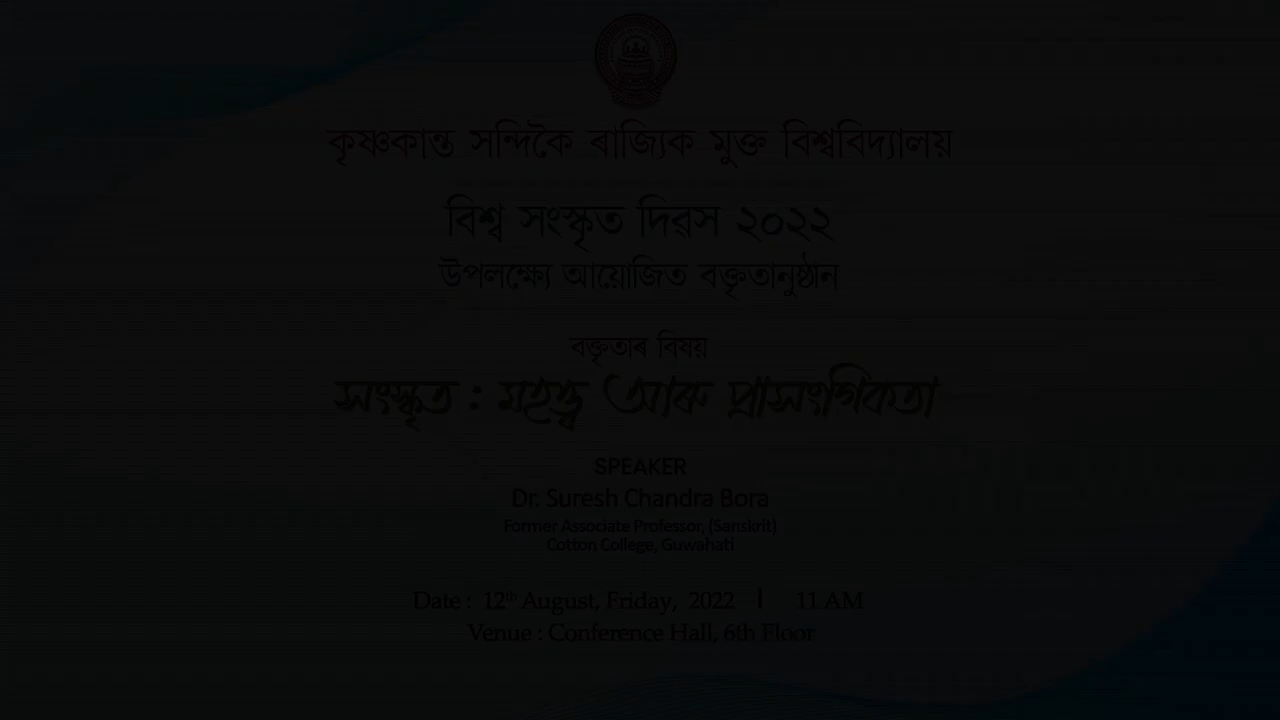 কৃষ্ণকান্ত সন্দিকৈ ৰাজ্যিক মুক্ত বিশ্ববিদ্যালয়
বিশ্ব সংস্কৃত দিৱস ২০২২
উপলক্ষ্যে আয়োজিত বক্তৃতানুষ্ঠান
বক্তৃতাৰ বিষয়
সংস্কৃত : মহত্ত্ব আৰু প্ৰাসংগিকতা
SPEAKER
Dr. Suresh Chandra Bora
Former Associate Professor, (Sanskrit)
Cotton College, Guwahati
Date : 12th August, Friday, 2022 | 11 AM
Venue : Conference Hall, 6th Floor